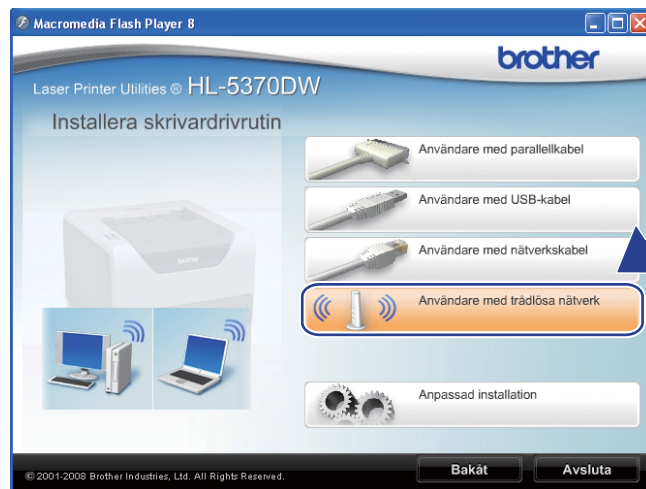 Macromedia Flash Player 8
brother
Laser Printer Utilities ® HL-5370DW
Installera skrivardrivrutin
Användare med parallellkabel
Användare med USB-kabel
Användare med nätverkskabel
Användare med trådlösa nätverk
Anpassad installation
brother
© 2001-2008 Brother Industries, Ltd. All Rights Reserved.
Bakåt
Avsluta